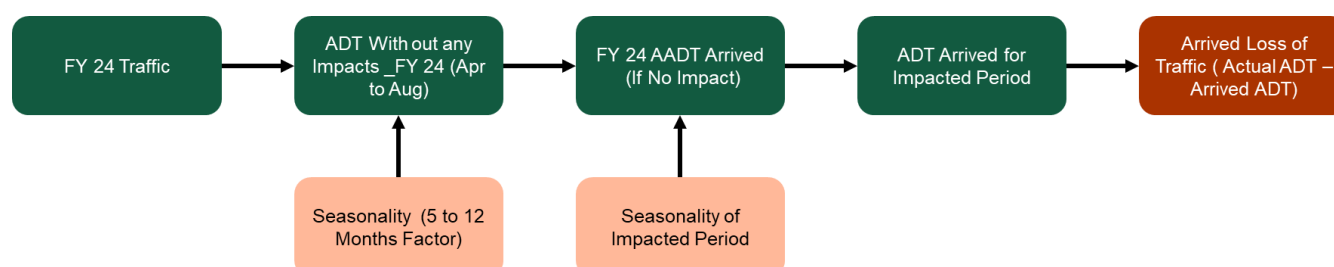 FY 24 Traffic
ADT With out any
Impacts _FY 24 (Apr
to Aug)
FY 24 AADT Arrived
(If No Impact)
ADT Arrived for
Impacted Period
Arrived Loss of
Traffic ( Actual ADT –
Arrived ADT)
Seasonality (5 to 12
Months Factor)
Seasonality of
Impacted Period